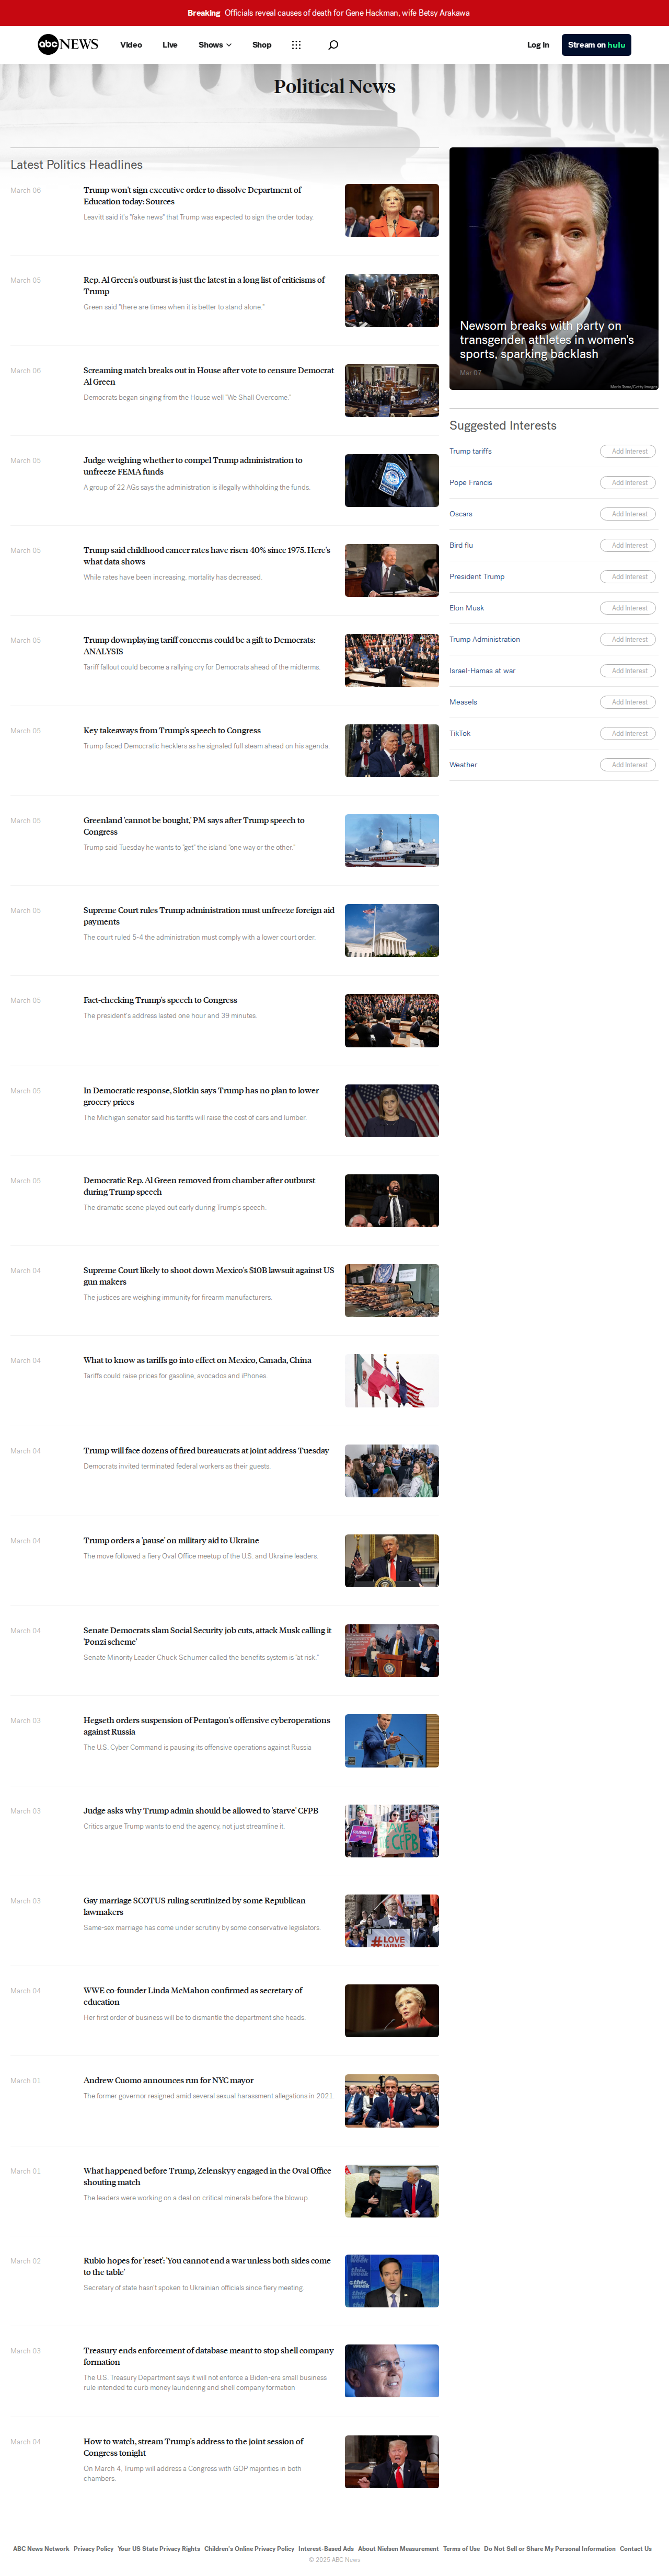 Breaking Officials reveal causes of death for Gene Hackman, wife Betsy Arakawa
abc NEWS Video Live Shows Shop Log In Stream on hulu
Political News
Latest Politics Headlines
March 06
Trump won't sign executive order to dissolve Department of
Education today: Sources
Leavitt said it's "fake news" that Trump was expected to sign the order today.
March 05
Rep. Al Green's outburst is just the latest in a long list of criticisms of
Trump
Green said "there are times when it is better to stand alone."
March 06
Screaming match breaks out in House after vote to censure Democrat
Al Green
Democrats began singing from the House well "We Shall Overcome."
March 05
Judge weighing whether to compel Trump administration to
unfreeze FEMA funds
A group of 22 AGs says the administration is illegally withholding the funds.
March 05
Trump said childhood cancer rates have risen 40% since 1975. Here's
what data shows
While rates have been increasing, mortality has decreased.
March 05
Trump downplaying tariff concerns could be a gift to Democrats:
ANALYSIS
Tariff fallout could become a rallying cry for Democrats ahead of the midterms.
March 05
Key takeaways from Trump's speech to Congress
Trump faced Democratic hecklers as he signaled full steam ahead on his agenda.
March 05
Greenland 'cannot be bought,' PM says after Trump speech to
Congress
Trump said Tuesday he wants to "get" the island "one way or the other."
March 05
Supreme Court rules Trump administration must unfreeze foreign aid
payments
The court ruled 5-4 the administration must comply with a lower court order.
March 05
Fact-checking Trump's speech to Congress
The president's address lasted one hour and 39 minutes.
March 05
In Democratic response, Slotkin says Trump has no plan to lower
grocery prices
The Michigan senator said his tariffs will raise the cost of cars and lumber.
March 05
Democratic Rep. Al Green removed from chamber after outburst
during Trump speech
The dramatic scene played out early during Trump's speech.
March 04
Supreme Court likely to shoot down Mexico's $10B lawsuit against US
gun makers
The justices are weighing immunity for firearm manufacturers.
March 04
What to know as tariffs go into effect on Mexico, Canada, China
Tariffs could raise prices for gasoline, avocados and iPhones.
March 04
Trump will face dozens of fired bureaucrats at joint address Tuesday
Democrats invited terminated federal workers as their guests.
March 04
Trump orders a 'pause' on military aid to Ukraine
The move followed a fiery Oval Office meetup of the U.S. and Ukraine leaders.
March 04
Senate Democrats slam Social Security job cuts, attack Musk calling it
'Ponzi scheme'
Senate Minority Leader Chuck Schumer called the benefits system is "at risk."
March 03
Hegseth orders suspension of Pentagon's offensive cyberoperations
against Russia
The U.S. Cyber Command is pausing its offensive operations against Russia
March 03
Judge asks why Trump admin should be allowed to 'starve' CFPB
Critics argue Trump wants to end the agency, not just streamline it.
SAVE
THE CFPB
March 03
Gay marriage SCOTUS ruling scrutinized by some Republican
lawmakers
Same-sex marriage has come under scrutiny by some conservative legislators.
#LOVE
WINS
March 04
WWE co-founder Linda McMahon confirmed as secretary of
education
Her first order of business will be to dismantle the department she heads.
March 01
Andrew Cuomo announces run for NYC mayor
The former governor resigned amid several sexual harassment allegations in 2021.
March 01
What happened before Trump, Zelenskyy engaged in the Oval Office
shouting match
The leaders were working on a deal on critical minerals before the blowup.
March 02
Rubio hopes for 'reset': 'You cannot end a war unless both sides come
to the table'
Secretary of state hasn't spoken to Ukrainian officials since fiery meeting
March 03
Treasury ends enforcement of database meant to stop shell company
formation
The U.S. Treasury Department says it will not enforce a Biden-era small business
rule intended to curb money laundering and shell company formation
March 04
How to watch, stream Trump's address to the joint session of
Congress tonight
On March 4, Trump will address a Congress with GOP majorities in both
chambers.
Newsom breaks with party on
transgender athletes in women's
sports, sparking backlash
Mar 07
Mario Tama/Getty Images
Suggested Interests
Trump tariffs Add Interest
Pope Francis Add Interest
Oscars Add Interest
Bird flu Add Interest
President Trump Add Interest
Elon Musk Add Interest
Trump Administration Add Interest
Israel-Hamas at war Add Interest
Measels Add Interest
TikTok Add Interest
Weather Add Interest
ABC News Network Privacy Policy Your US State Privacy Rights Children's Online Privacy Policy Interest-Based Ads About Nielsen Measurement Terms of Use Do Not Sell or Share My Personal Information Contact Us
© 2025 ABC News